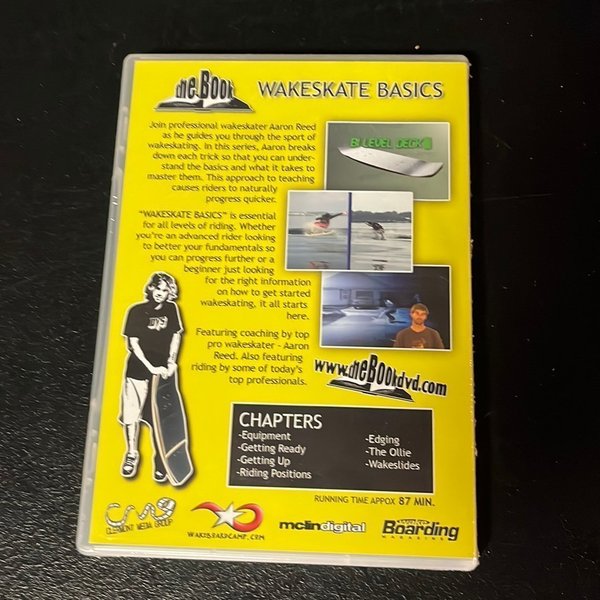 the Book
WAKESKATE BASICS
Join professional wakeskater Aaron Reed
as he guides you through the sport of
wakeskating. In this series, Aaron breaks
down each trick so that you can under-
stand the basics and what it takes to
master them. This approach to teaching
causes riders to naturally
progress quicker.
BI LEVEL DECK
"WAKESKATE BASICS" is essential
for all levels of riding. Whether
you're an advanced rider looking
to better your fundamentals so
you can progress further or a
beginner just looking
for the right information
on how to get started
wakeskating, it all starts
here.
Featuring coaching by top
pro wakeskater - Aaron
Reed. Also featuring
riding by some of today's
top professionals.
www.theBookdvd.com
CHAPTERS
-Equipment
-Getting Ready
-Getting Up
-Riding Positions
-Edging
-The Ollie
-Wakeslides
RUNNING TIME APPOX 87 MIN.
CMG
CLERMONT MEDIA GROUP
WAKEBOARDCAMP.COM
mclindigital
WAKE
Boarding
MAGAZINE